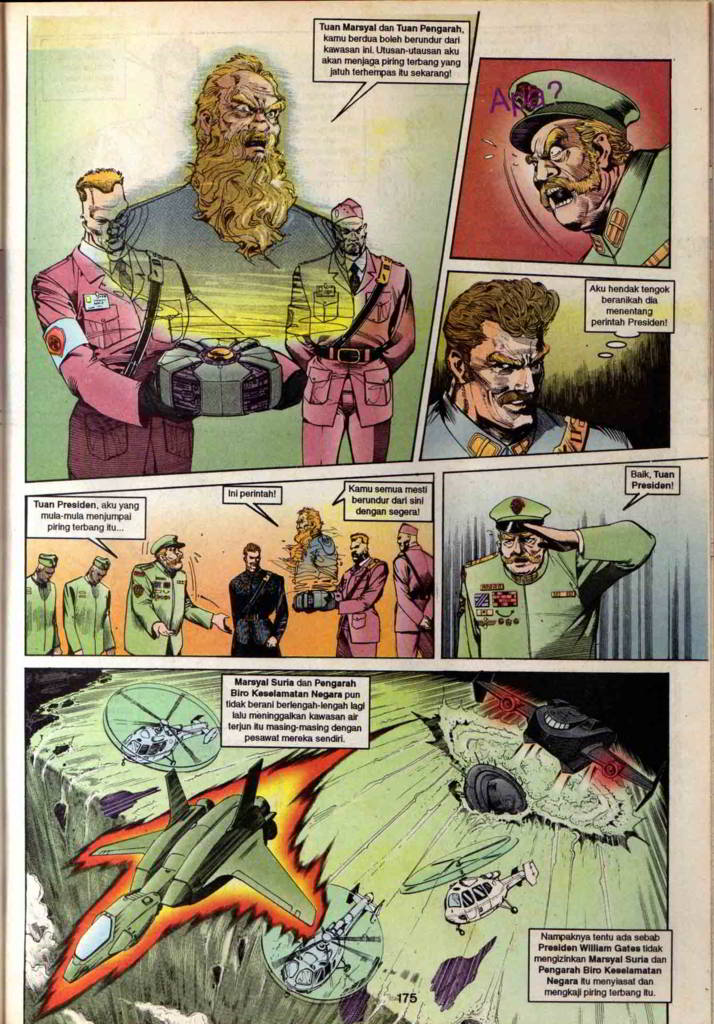 Tuan Marsyal dan Tuan Pengarah,
kamu berdua boleh berundur dari
kawasan ini. Utusan-utausan aku
akan menjaga piring terbang yang
jatuh terhempas itu sekarang!
Apa?
Aku hendak tengok
beranikah dia
menentang
perintah Presiden!
Tuan Presiden, aku yang
mula-mula menjumpai
piring terbang itu...
Ini perintah!
Kamu semua mesti
berundur dari sini
dengan segera!
Baik, Tuan
Presiden!
Marsyal Suria dan Pengarah
Biro Keselamatan Negara pun
tidak berani berlengah-lengah lagi
lalu meninggalkan kawasan air
terjun itu masing-masing dengan
pesawat mereka sendiri.
Nampaknya tentu ada sebab
Presiden William Gates tidak
mengizinkan Marsyal Suria dan
Pengarah Biro Keselamatan
Negara itu menyiasat dan
mengkaji piring terbang itu.
175